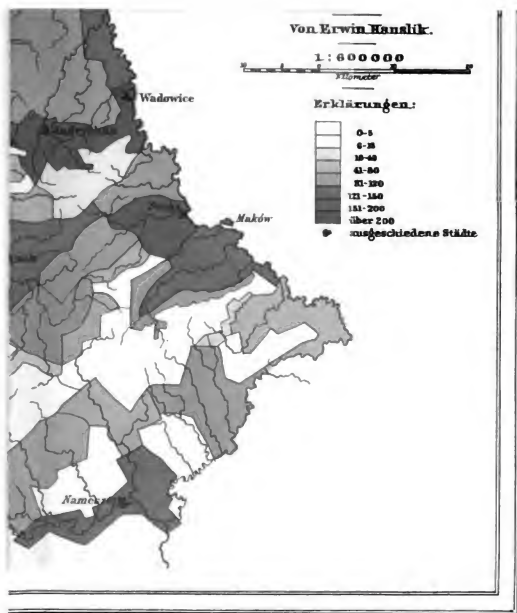 Von Erwin Hanslik.
1:600000
Kilometer
Erklärungen:
0-5
6-15
16-40
41-80
81-120
121-150
151-200
über 200
ausgeschiedene Städte
Wadowice
Maków